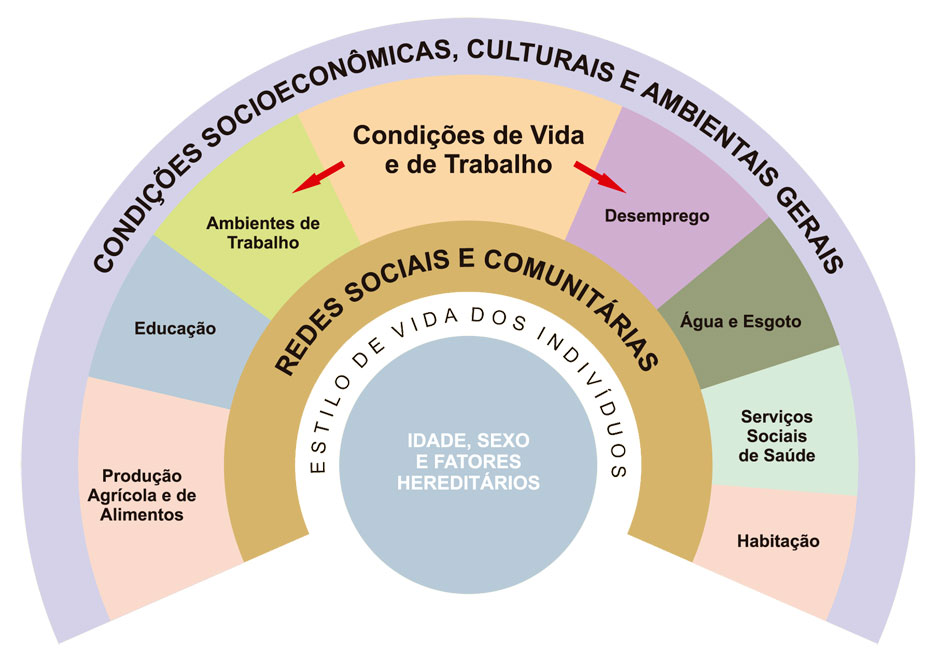 CONDIÇÕES SOCIOECONÔMICAS, CULTURAIS E AMBIENTAIS GERAIS
Condições de Vida
e de Trabalho
Ambientes de
Trabalho
Desemprego
Educação
Água e Esgoto
Produção
Agrícola e de
Alimentos
Serviços
Sociais
de Saúde
Habitação
REDES SOCIAIS E COMUNITÁRIAS
ESTILO DE VIDA DOS INDIVÍDUOS
IDADE, SEXO
E FATORES
HEREDITÁRIOS